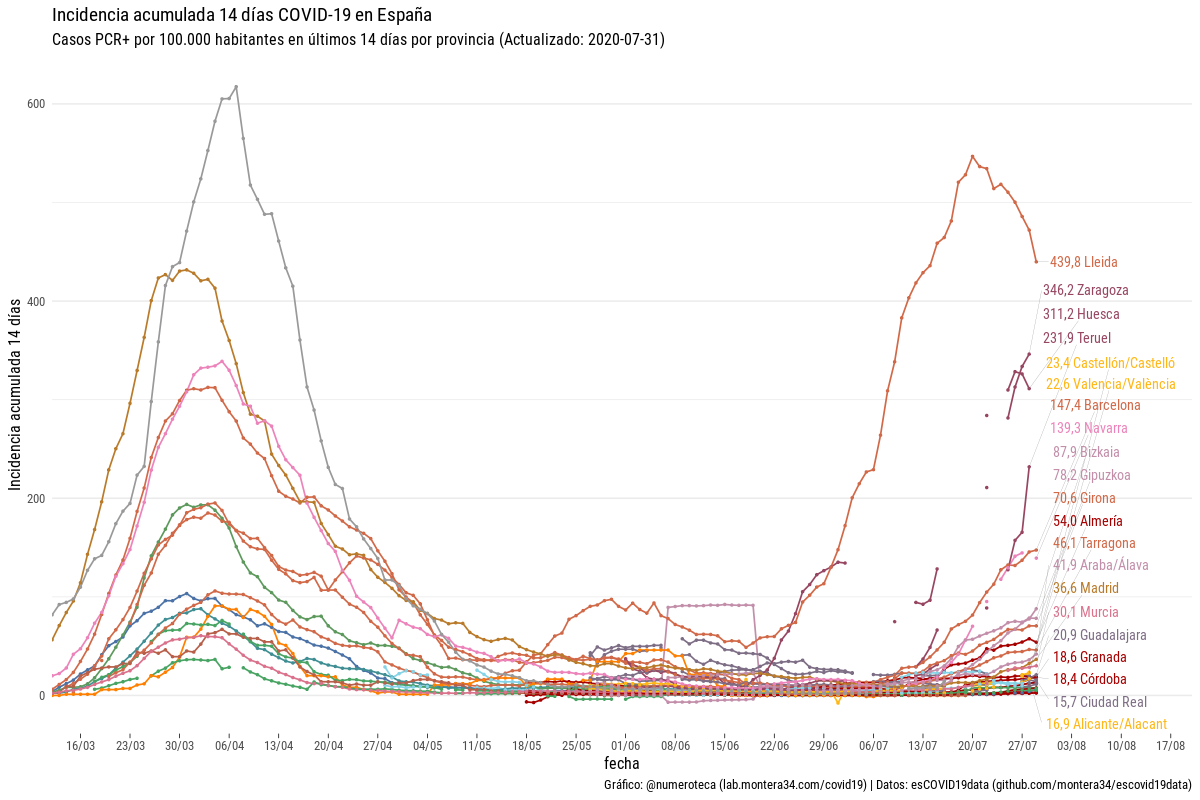 Incidencia acumulada 14 días COVID-19 en España
Casos PCR+ por 100.000 habitantes en últimos 14 días por provincia (Actualizado: 2020-07-31)
Incidencia acumulada 14 días
600
400
200
0
439,8 Lleida
346,2 Zaragoza
311,2 Huesca
231,9 Teruel
23,4 Castellón/Castelló
22,6 Valencia/València
147,4 Barcelona
139,3 Navarra
87,9 Bizkaia
78,2 Gipuzkoa
70,6 Girona
54,0 Almería
46,1 Tarragona
41,9 Araba/Álava
36,6 Madrid
30,1 Murcia
20,9 Guadalajara
18,6 Granada
18,4 Córdoba
15,7 Ciudad Real
16,9 Alicante/Alacant
16/03 23/03 30/03 06/04 13/04 20/04 27/04 04/05 11/05 18/05 25/05 01/06 08/06 15/06 22/06 29/06 06/07 13/07 20/07 27/07 03/08 10/08 17/08
fecha
Gráfico: @numeroteca (lab.montera34.com/covid19) | Datos: esCOVID19data (github.com/montera34/escovid19data)